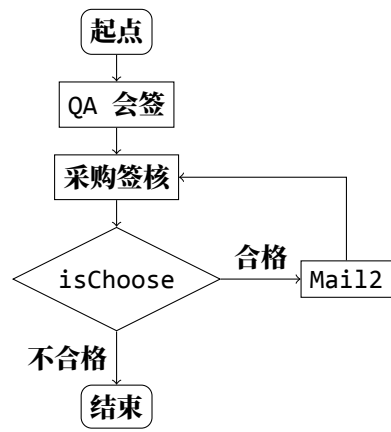 起点
QA 会签
采购签核
isChoose
合格
Mail2
不合格
结束